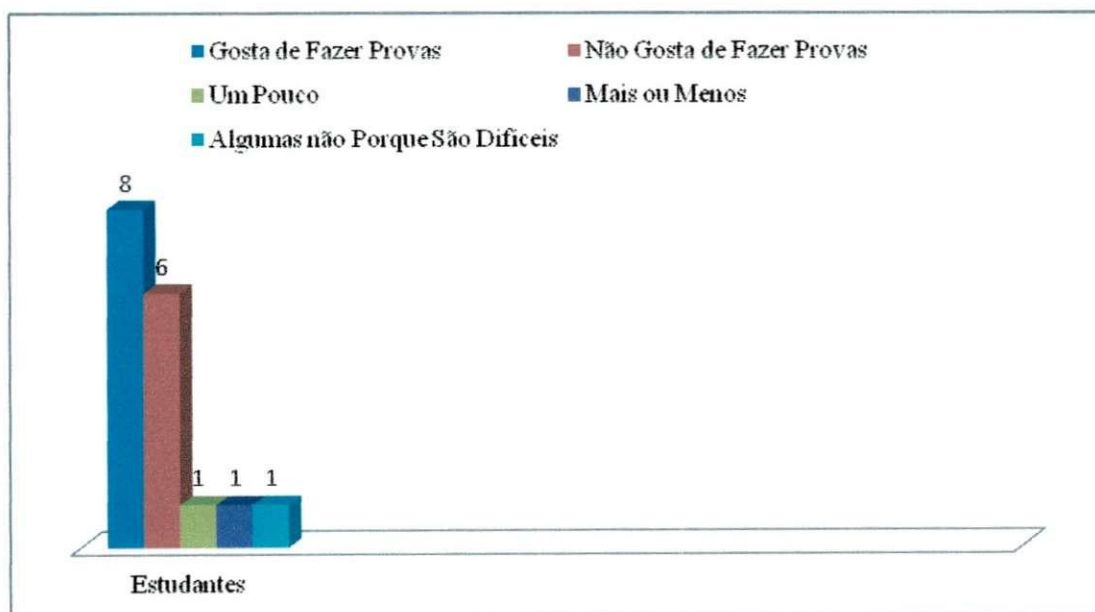 Gosta de Fazer Provas
Não Gosta de Fazer Provas
Um Pouco
Mais ou Menos
Algumas não Porque São Difíceis
8
6
1 1 1
Estudantes